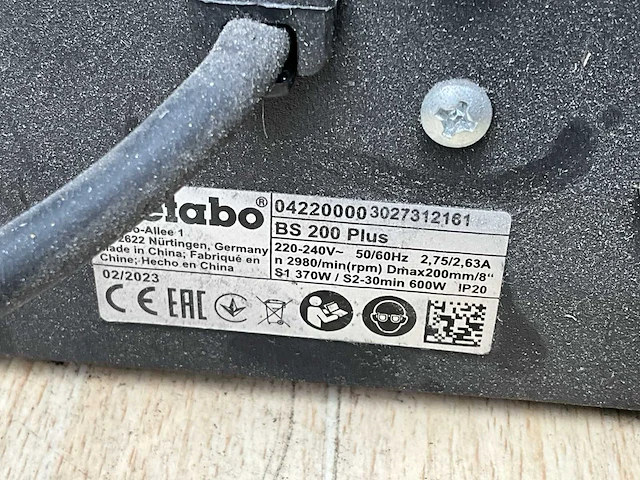 etabo®
04220000 3027312161
BS 200 Plus
o-Allee 1
2622 Nürtingen, Germany
Made in China; Fabriqué en
Chine; Hecho en China
220-240V~ 50/60Hz 2,75/2,63A
n 2980/min(rpm) Dmax200mm/8"
S1 370W / S2-30min 600W IP20
02/2023
CE EAC